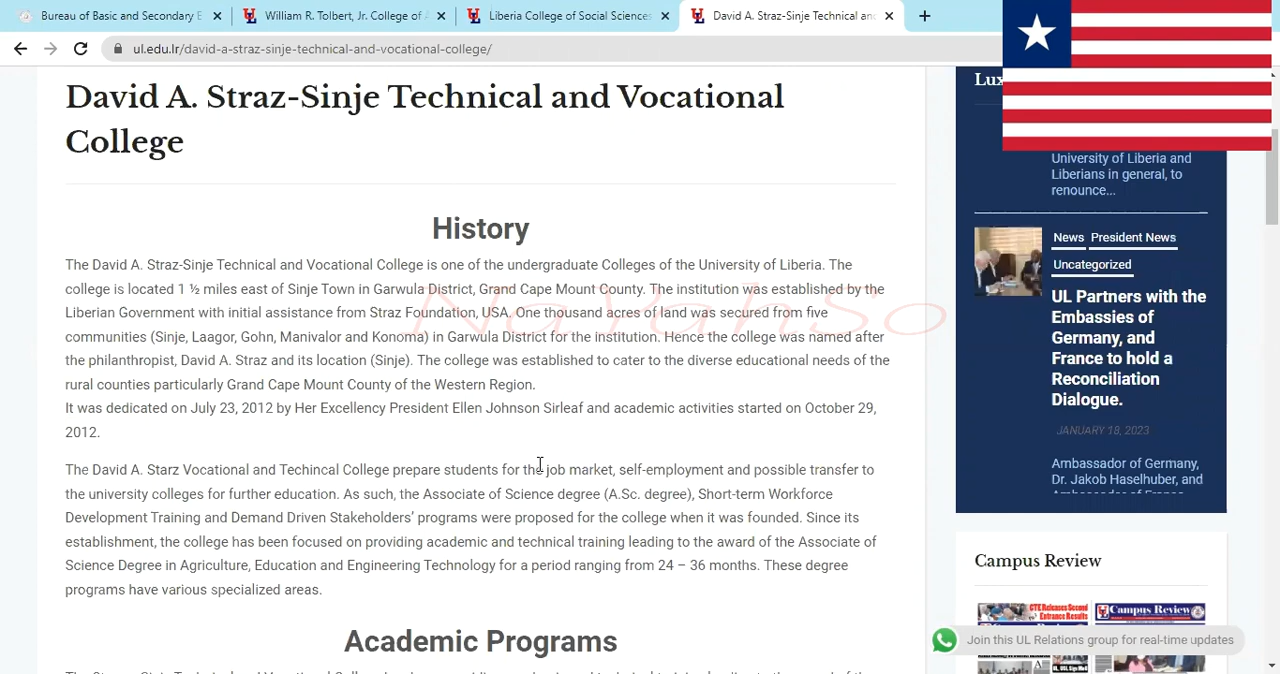 Bac of Secondary E
William R. Tolbert, Jr. College of A
Liberia College of Social Sciences
David A. Straz-Sinje Technical and
ul.edu.lr/david-a-straz-sinje-technical-and-vocational-college/
David A. Straz-Sinje Technical and Vocational
College
History
The David A. Straz-Sinje Technical and Vocational College is one of the undergraduate Colleges of the University of Liberia. The
college is located 1 ½ miles east of Sinje Town in Garwula District, Grand Cape Mount County. The institution was established by the
Liberian Government with initial assistance from Straz Foundation, USA. One thousand acres of land was secured from five
communities (Sinje, Laagor, Gohn, Manivalor and Konoma) in Garwula District for the institution. Hence the college was named after
the philanthropist, David A. Straz and its location (Sinje). The college was established to cater to the diverse educational needs of the
rural counties particularly Grand Cape Mount County of the Western Region.
It was dedicated on July 23, 2012 by Her Excellency President Ellen Johnson Sirleaf and academic activities started on October 29,
2012.
The David A. Starz Vocational and Techincal College prepare students for the job market, self-employment and possible transfer to
the university colleges for further education. As such, the Associate of Science degree (A.Sc. degree), Short-term Workforce
Development Training and Demand Driven Stakeholders’ programs were proposed for the college when it was founded. Since its
establishment, the college has been focused on providing academic and technical training leading to the award of the Associate of
Science Degree in Agriculture, Education and Engineering Technology for a period ranging from 24 – 36 months. These degree
programs have various specialized areas.
Academic Programs
NaYahSo
Lux
University of Liberia and
Liberians in general, to
renounce...
News President News
Uncategorized
UL Partners with the
Embassies of
Germany, and
France to hold a
Reconciliation
Dialogue.
JANUARY 18, 2023
Ambassador of Germany,
Dr. Jakob Haselhuber, and
Campus Review
CTE Releases Second
Entrance Results
Campus Review
Join this UL Relations group for real-time updates